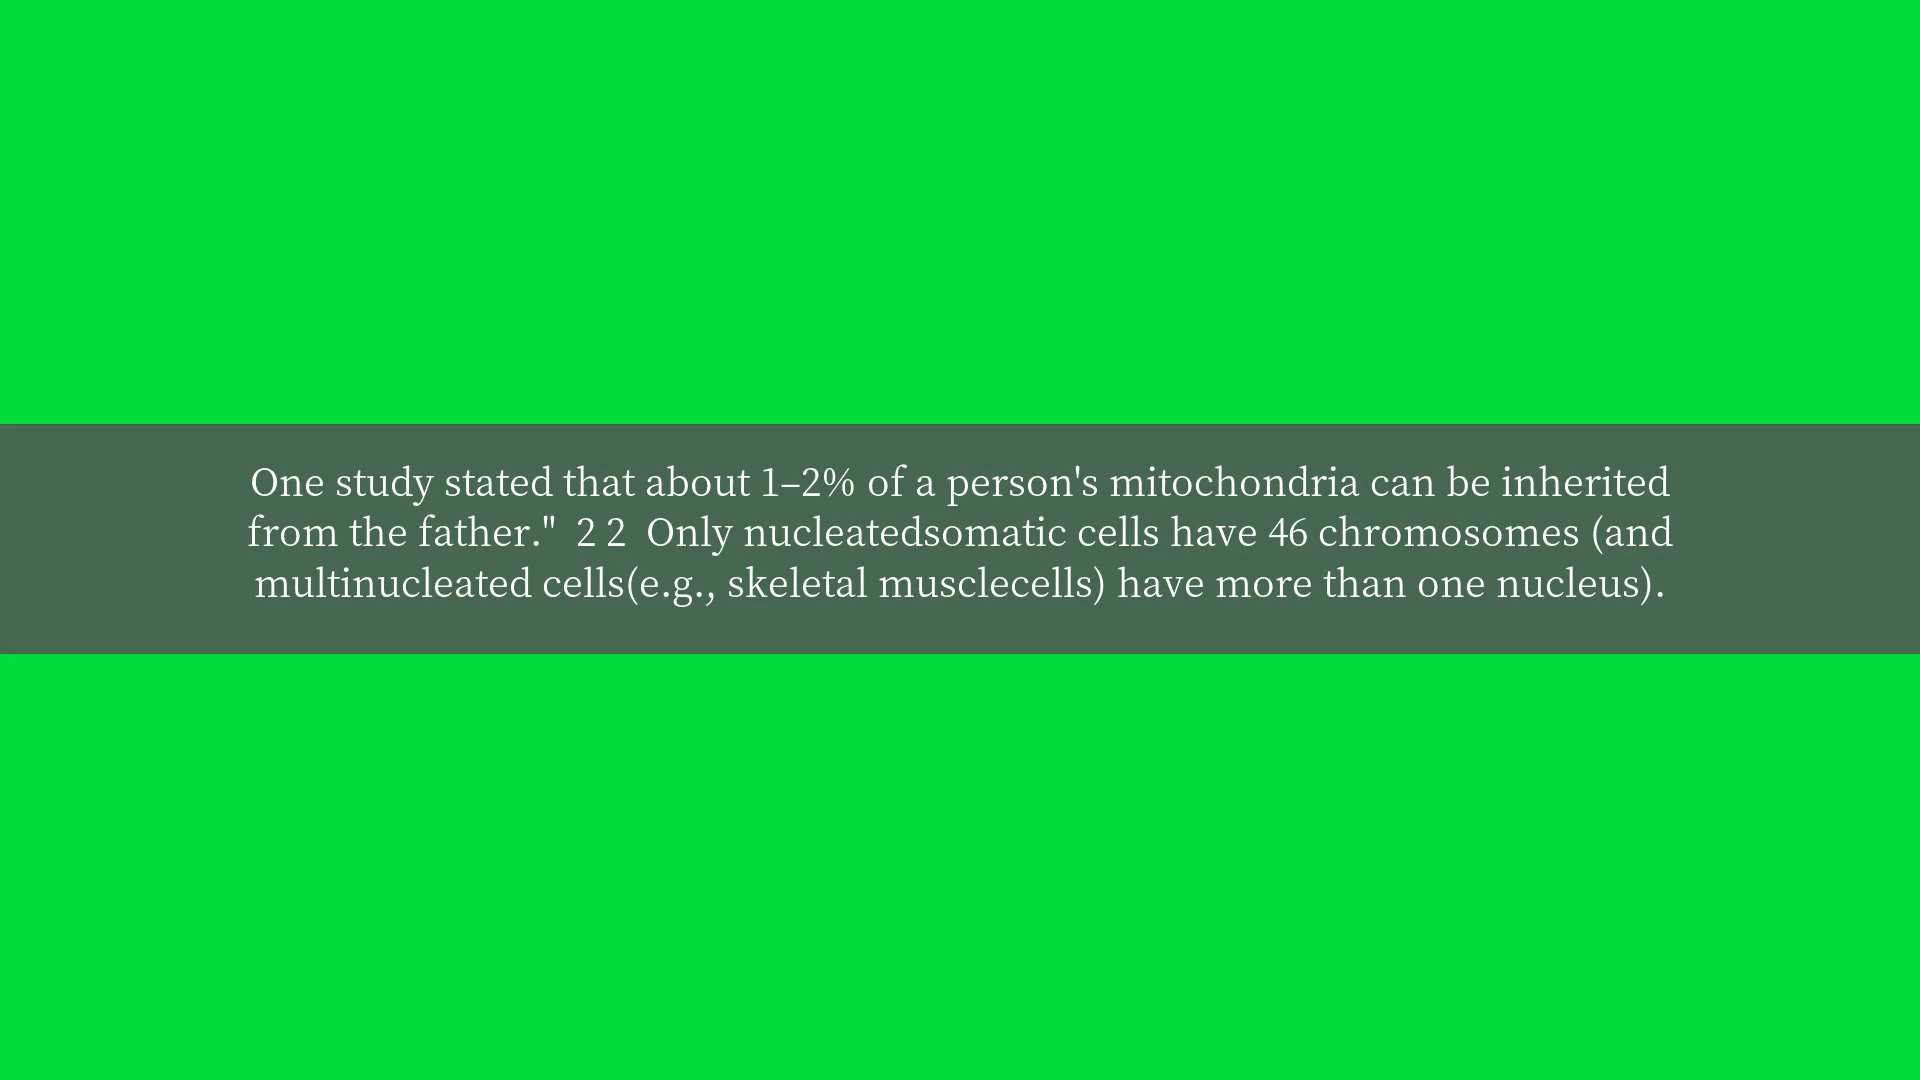 One study stated that about 1–2% of a person's mitochondria can be inherited
from the father."  2 2  Only nucleatedsomatic cells have 46 chromosomes (and
multinucleated cells(e.g., skeletal musclecells) have more than one nucleus).